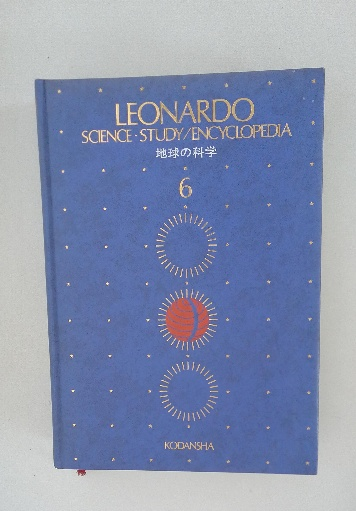 LEONARDO
SCIENCE·STUDY/ENCYCLOPEDIA
地球の科学
6
KODANSHA